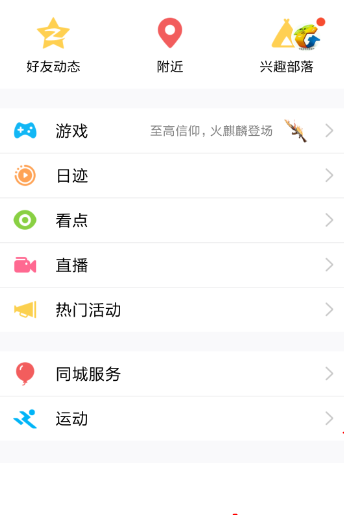 好友动态 附近 兴趣部落
游戏 至高信仰，火麒麟登场
日迹
看点
直播
热门活动
同城服务
运动